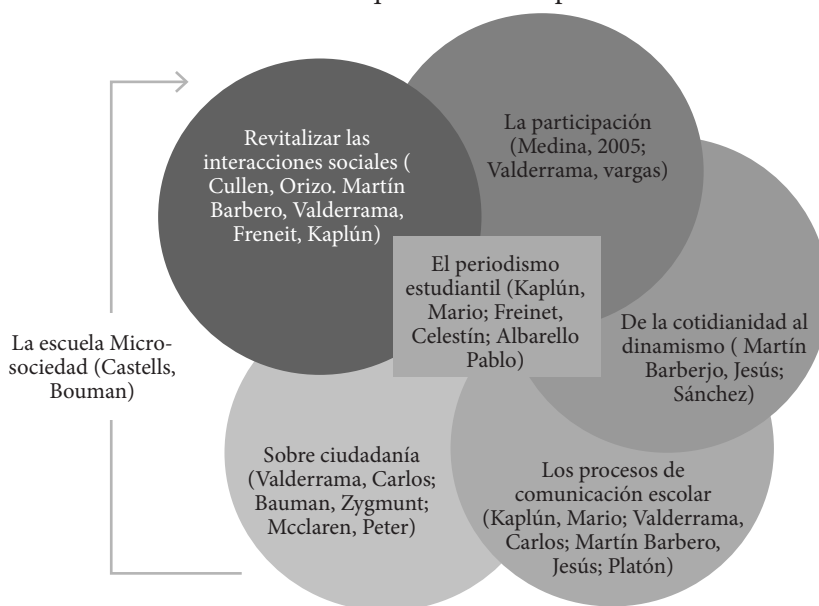 Revitalizar las
interacciones sociales (
Cullen, Orizo. Martín
Barbero, Valderrama,
Freneit, Kaplún)
La participación
(Medina, 2005;
Valderrama, vargas)
El periodismo
estudiantil (Kaplún,
Mario; Freinet,
Celestín; Albarello
Pablo)
De la cotidianidad al
dinamismo ( Martín
Barberjo, Jesús;
Sánchez)
La escuela Micro-
sociedad (Castells,
Bouman)
Sobre ciudadanía
(Valderrama, Carlos;
Bauman, Zygmunt;
Mcclaren, Peter)
Los procesos de
comunicación escolar
(Kaplún, Mario; Valderrama,
Carlos; Martín Barbero,
Jesús; Platón)